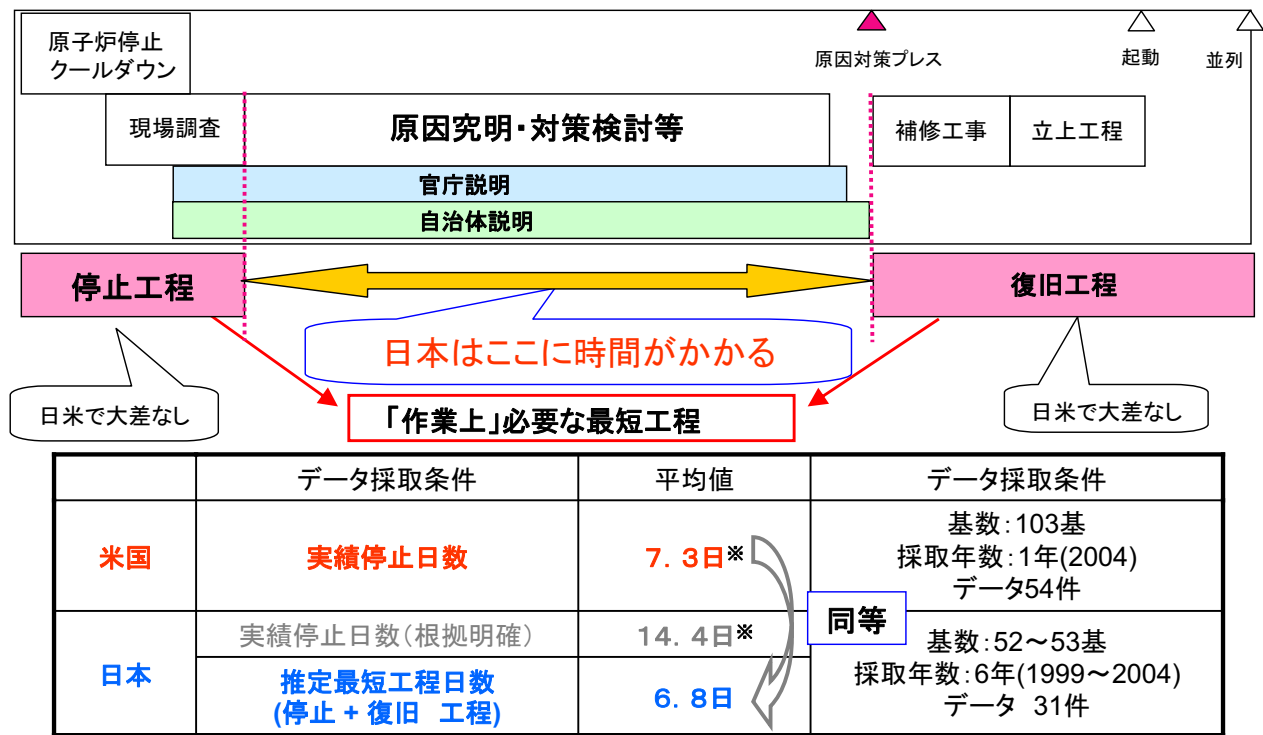 原子炉停止
クールダウン
原因対策プレス
起動
並列
現場調査
原因究明・対策検討等
補修工事
立上工程
官庁説明
自治体説明
停止工程
復旧工程
日本はここに時間がかかる
日米で大差なし
日米で大差なし
「作業上」必要な最短工程
データ採取条件
平均値
データ採取条件
米国
実績停止日数
7. 3日※
基数:103基
採取年数:1年(2004)
データ54件
同等
日本
実績停止日数(根拠明確)
14. 4日※
推定最短工程日数
(停止 + 復旧 工程)
6. 8日
基数:52~53基
採取年数:6年(1999~2004)
データ 31件